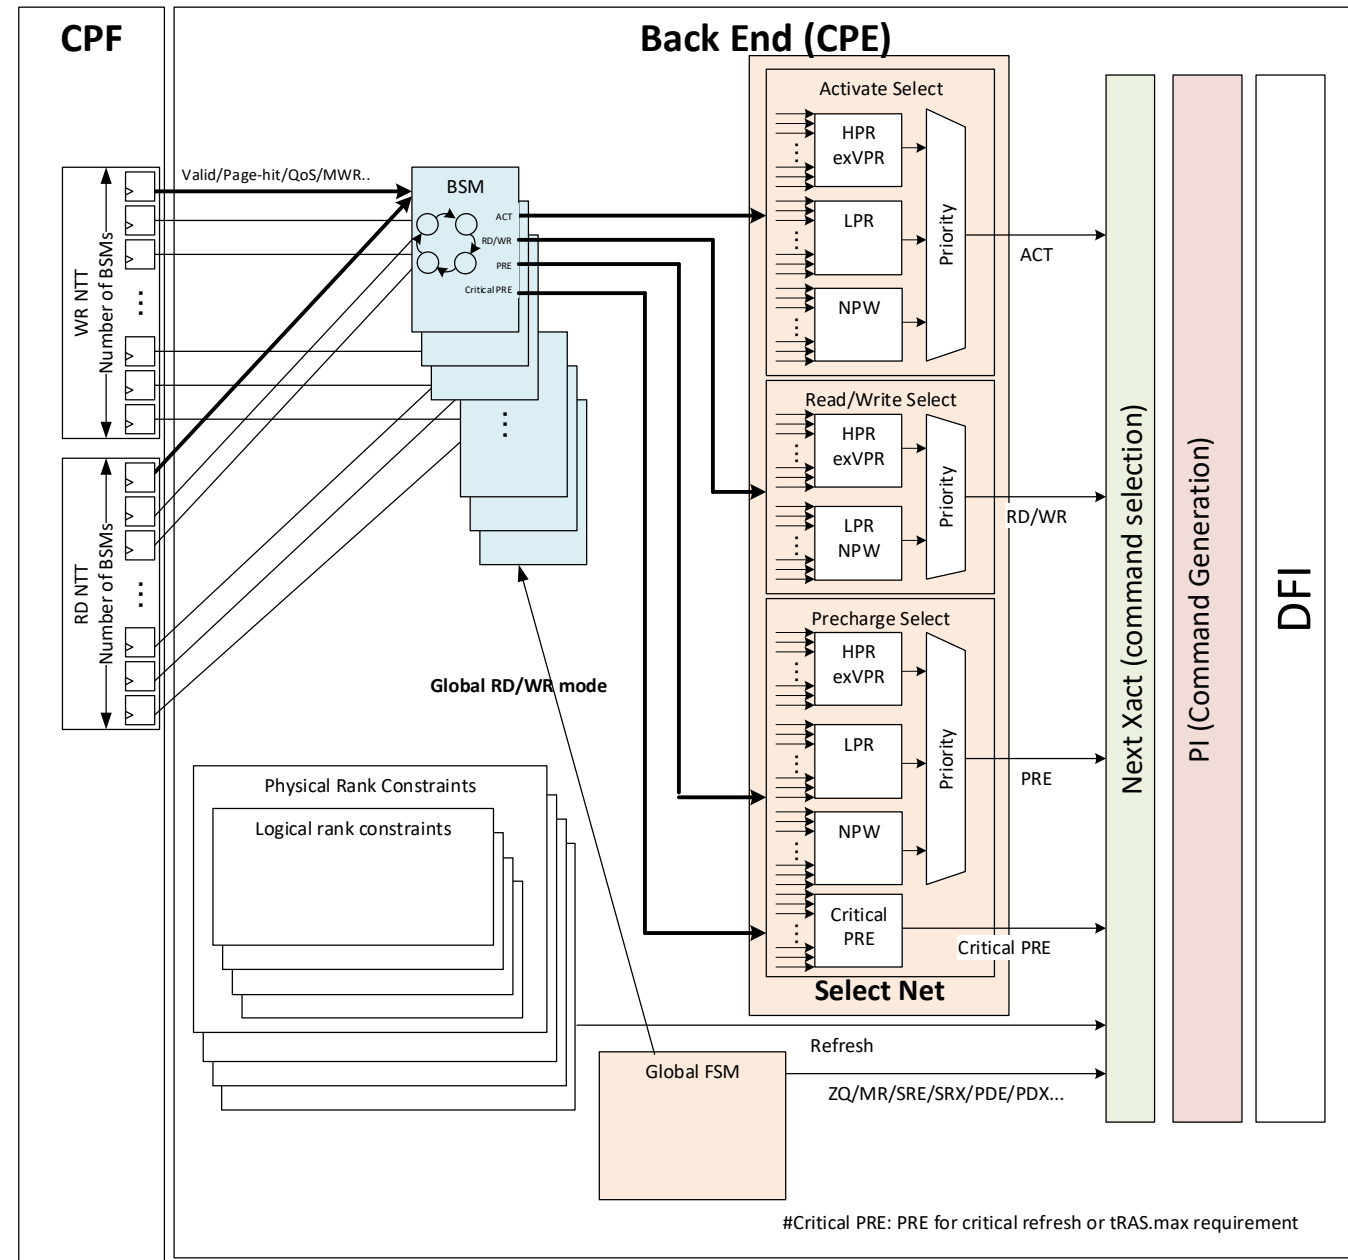 CPF
Back End (CPE)
WR NTT
Number of BSMs
RD NTT
Number of BSMs
Valid/Page-hit/QoS/MWR..
BSM
ACT
RD/WR
PRE
Critical PRE
⋮
Global RD/WR mode
Physical Rank Constraints
Logical rank constraints
Activate Select
HPR
exVPR
LPR
NPW
Priority
ACT
Read/Write Select
HPR
exVPR
LPR
NPW
Priority
RD/WR
Precharge Select
HPR
exVPR
LPR
NPW
Priority
PRE
Critical
PRE
Critical PRE
Select Net
Refresh
Global FSM
ZQ/MR/SRE/SRX/PDE/PDX...
Next Xact (command selection)
PI (Command Generation)
DFI
#Critical PRE: PRE for critical refresh or tRAS.max requirement